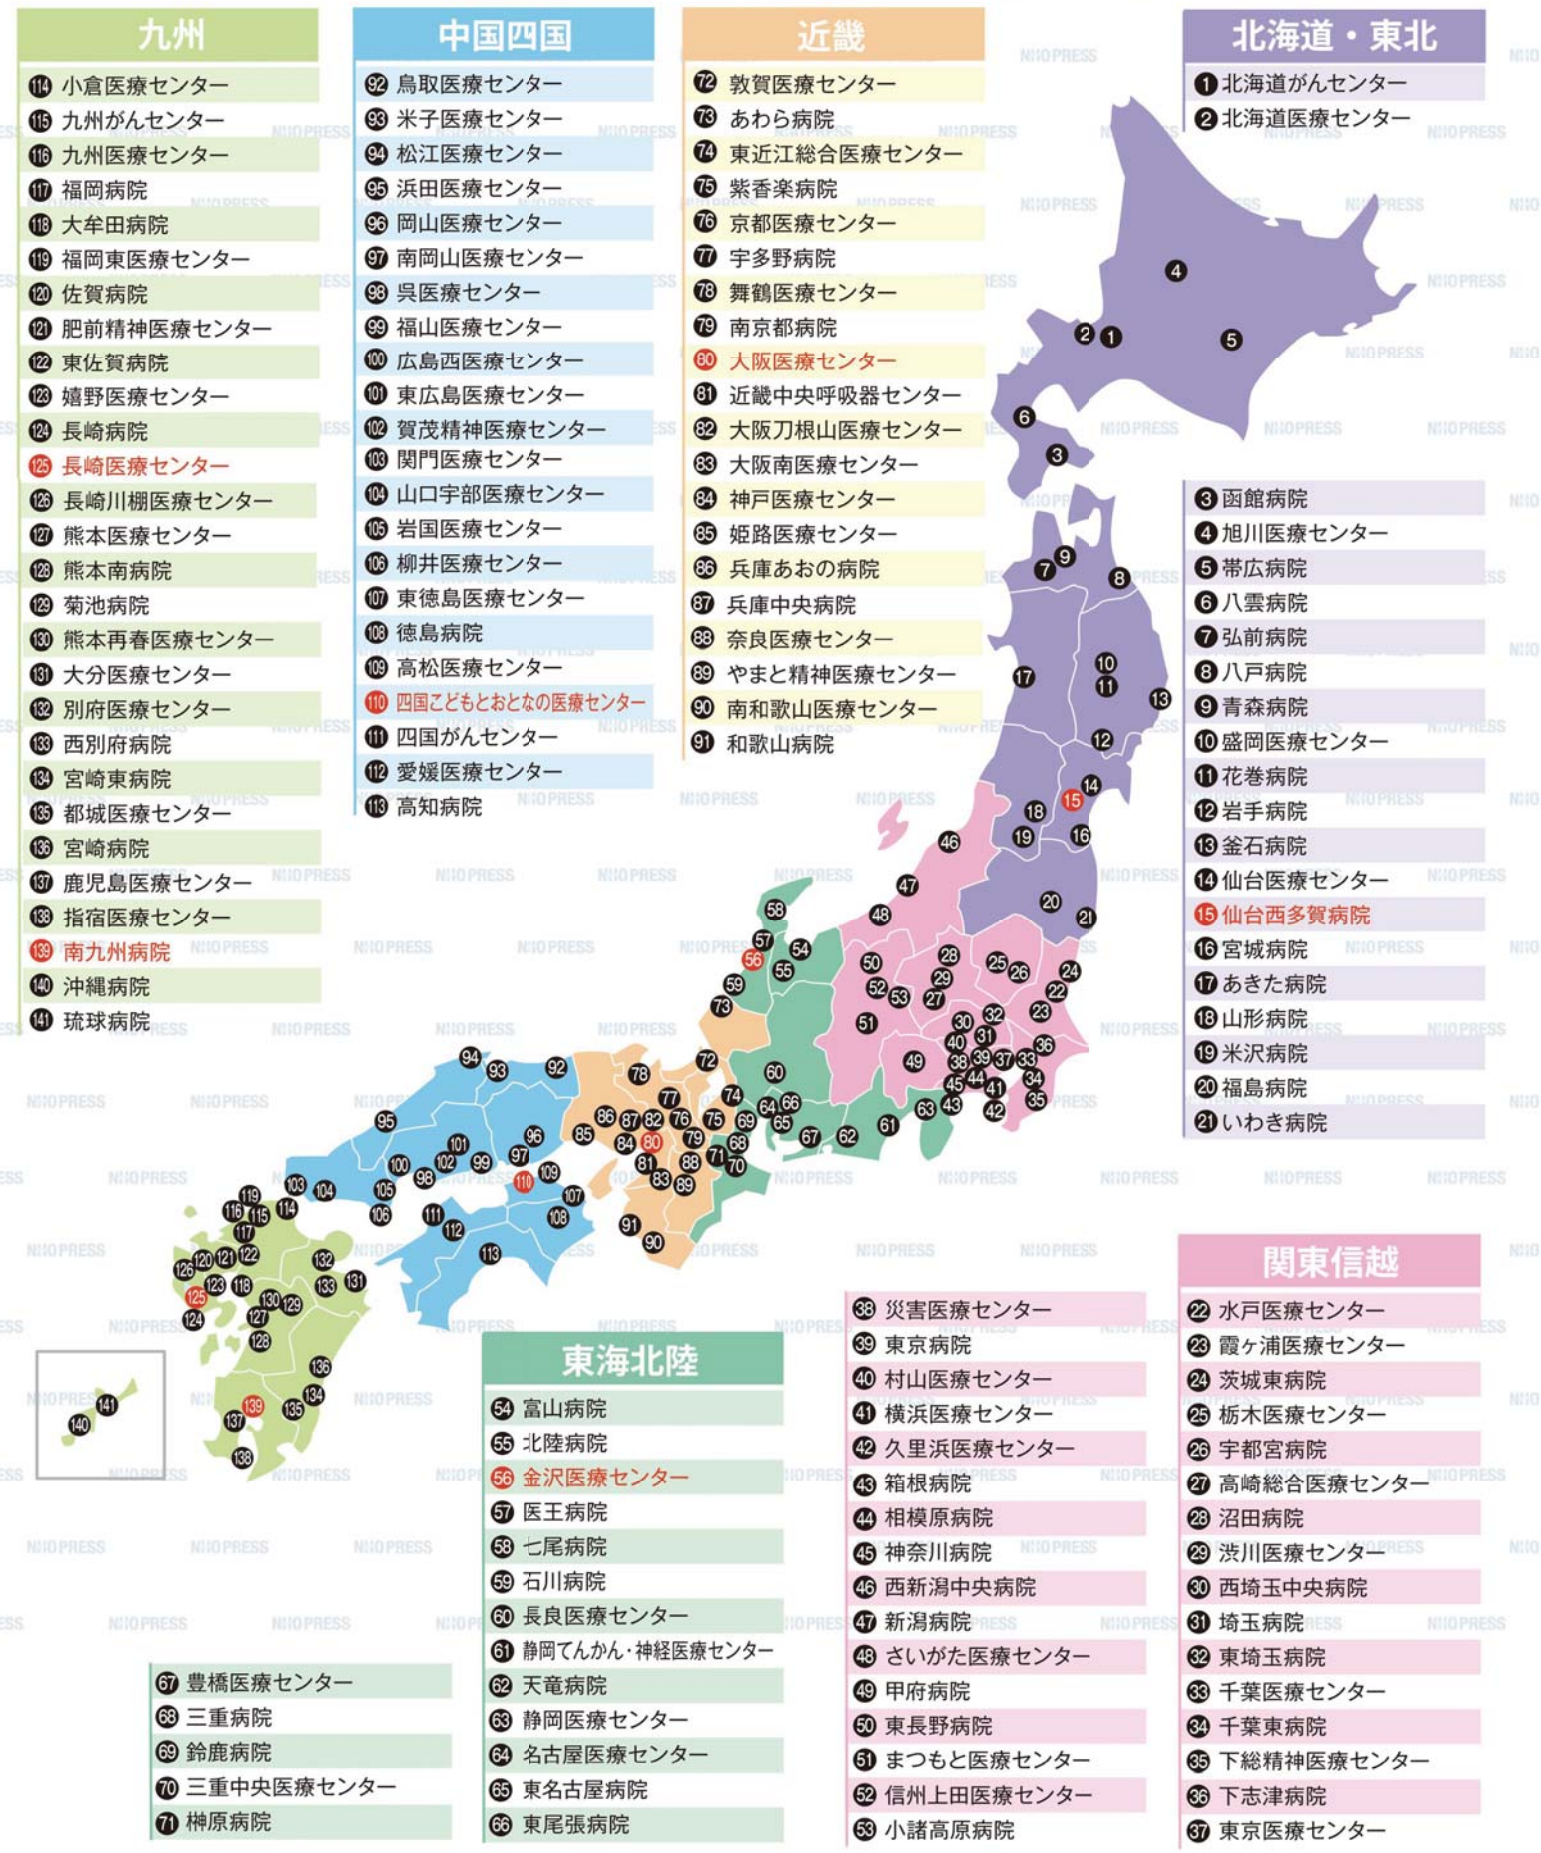 九州
114 小倉医療センター
115 九州がんセンター
116 九州医療センター
117 福岡病院
118 大牟田病院
119 福岡東医療センター
120 佐賀病院
121 肥前精神医療センター
122 東佐賀病院
123 嬉野医療センター
124 長崎病院
125 長崎医療センター
126 長崎川棚医療センター
127 熊本医療センター
128 熊本南病院
129 菊池病院
130 熊本再春医療センター
131 大分医療センター
132 別府医療センター
133 西別府病院
134 宮崎東病院
135 都城医療センター
136 宮崎病院
137 鹿児島医療センター
138 指宿医療センター
139 南九州病院
140 沖縄病院
141 琉球病院
中国四国
92 鳥取医療センター
93 米子医療センター
94 松江医療センター
95 浜田医療センター
96 岡山医療センター
97 南岡山医療センター
98 呉医療センター
99 福山医療センター
100 広島西医療センター
101 東広島医療センター
102 賀茂精神医療センター
103 関門医療センター
104 山口宇部医療センター
105 岩国医療センター
106 柳井医療センター
107 東徳島医療センター
108 徳島病院
109 高松医療センター
110 四国こどもとおとなの医療センター
111 四国がんセンター
112 愛媛医療センター
113 高知病院
近畿
72 敦賀医療センター
73 あわら病院
74 東近江総合医療センター
75 紫香楽病院
76 京都医療センター
77 宇多野病院
78 舞鶴医療センター
79 南京都病院
80 大阪医療センター
81 近畿中央呼吸器センター
82 大阪刀根山医療センター
83 大阪南医療センター
84 神戸医療センター
85 姫路医療センター
86 兵庫あおの病院
87 兵庫中央病院
88 奈良医療センター
89 やまと精神医療センター
90 南和歌山医療センター
91 和歌山病院
北海道・東北
1 北海道がんセンター
2 北海道医療センター
3 函館病院
4 旭川医療センター
5 帯広病院
6 八雲病院
7 弘前病院
8 八戸病院
9 青森病院
10 盛岡医療センター
11 花巻病院
12 岩手病院
13 釜石病院
14 仙台医療センター
15 仙台西多賀病院
16 宮城病院
17 あきた病院
18 山形病院
19 米沢病院
20 福島病院
21 いわき病院
関東信越
22 水戸医療センター
23 霞ヶ浦医療センター
24 茨城東病院
25 栃木医療センター
26 宇都宮病院
27 高崎総合医療センター
28 沼田病院
29 渋川医療センター
30 西埼玉中央病院
31 埼玉病院
32 東埼玉病院
33 千葉医療センター
34 千葉東病院
35 下総精神医療センター
36 下志津病院
37 東京医療センター
38 災害医療センター
39 東京病院
40 村山医療センター
41 横浜医療センター
42 久里浜医療センター
43 箱根病院
44 相模原病院
45 神奈川病院
46 西新潟中央病院
47 新潟病院
48 さいがた医療センター
49 甲府病院
50 東長野病院
51 まつもと医療センター
52 信州上田医療センター
53 小諸高原病院
東海北陸
54 富山病院
55 北陸病院
56 金沢医療センター
57 医王病院
58 七尾病院
59 石川病院
60 長良医療センター
61 静岡てんかん・神経医療センター
62 天竜病院
63 静岡医療センター
64 名古屋医療センター
65 東名古屋病院
66 東尾張病院
67 豊橋医療センター
68 三重病院
69 鈴鹿病院
70 三重中央医療センター
71 榊原病院